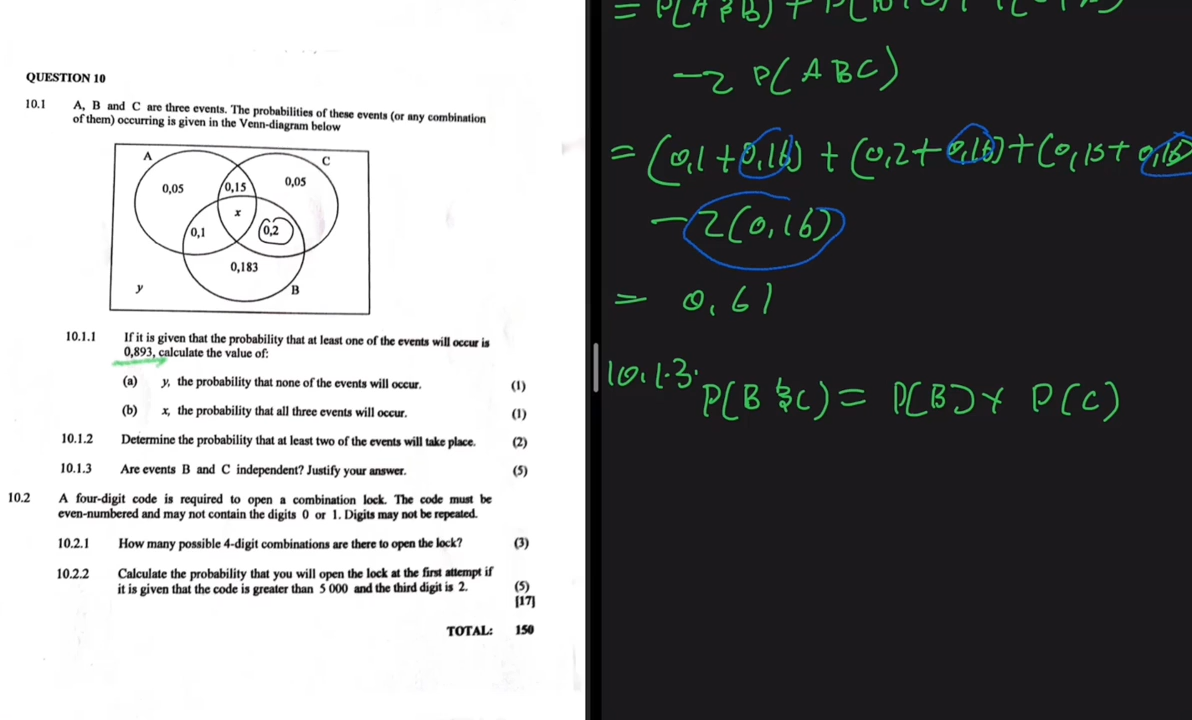 QUESTION 10
10.1 A, B and C are three events. The probabilities of these events (or any combination
of them) occurring is given in the Venn-diagram below
A
C
0,05
0,15
0,05
x
0,1
0,2
0,183
y
B
10.1.1 If it is given that the probability that at least one of the events will occur is
0,893, calculate the value of:
(a) y, the probability that none of the events will occur. (1)
(b) x, the probability that all three events will occur. (1)
10.1.2 Determine the probability that at least two of the events will take place. (2)
10.1.3 Are events B and C independent? Justify your answer. (5)
10.2 A four-digit code is required to open a combination lock. The code must be
even-numbered and may not contain the digits 0 or 1. Digits may not be repeated.
10.2.1 How many possible 4-digit combinations are there to open the lock? (3)
10.2.2 Calculate the probability that you will open the lock at the first attempt if
it is given that the code is greater than 5 000 and the third digit is 2. (5)
[17]
TOTAL: 150
-2 P(ABC)
= (0,1+0,16) + (0,2+0,16)+(0,15+0,16
-2(0,16)
= 0,61
10.1.3. P(B &C) = P(B) × P(C)